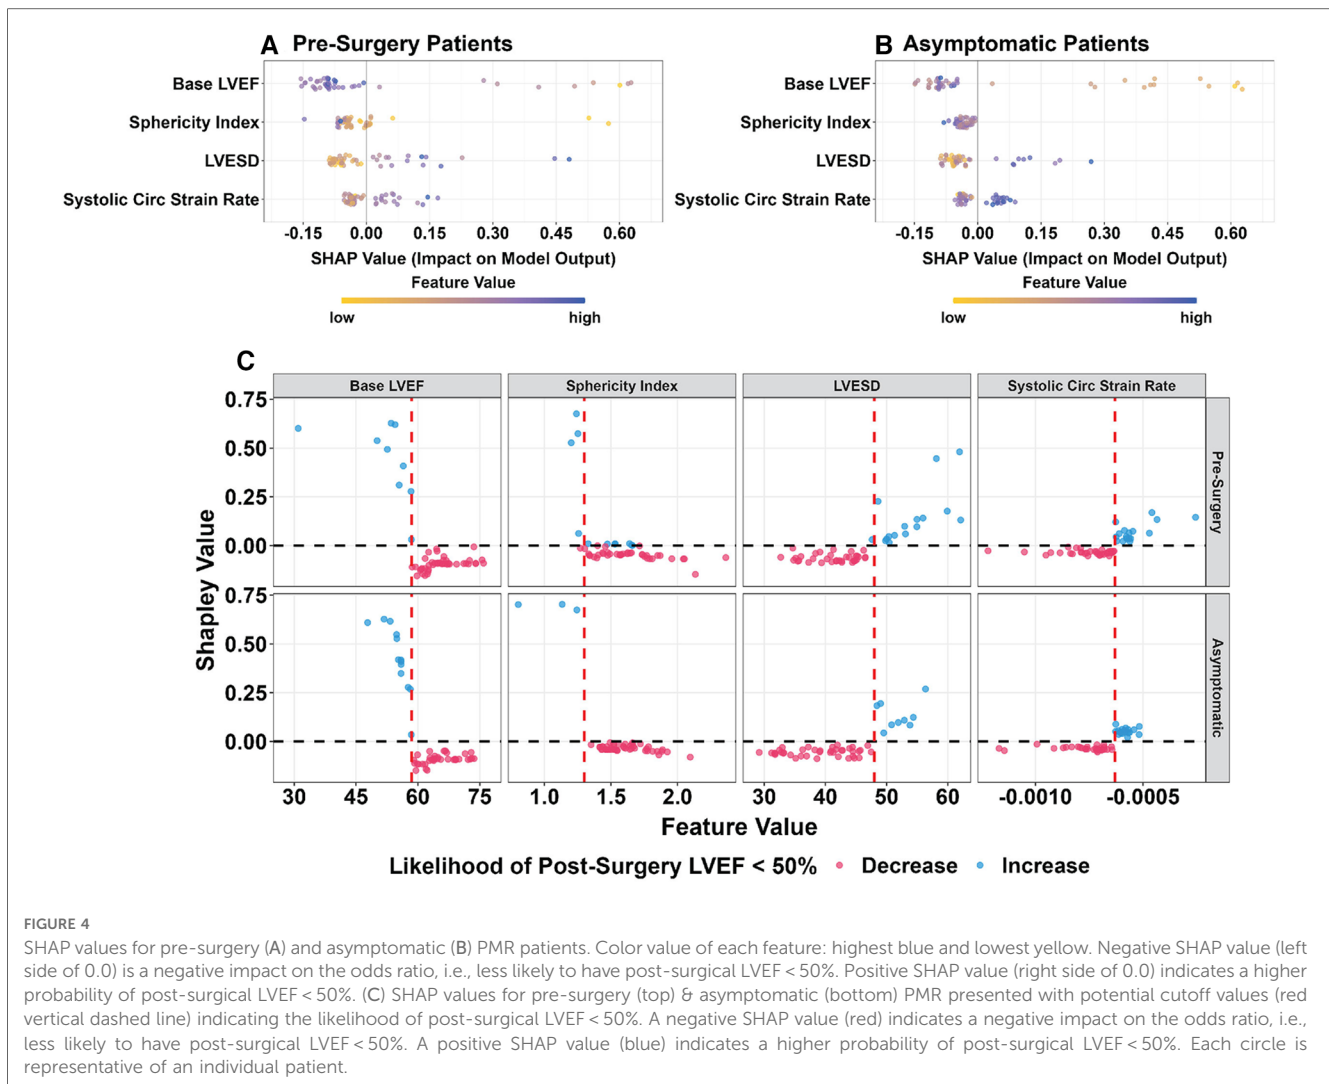 A Pre-Surgery Patients
Base LVEF
Sphericity Index
LVESD
Systolic Circ Strain Rate
-0.15 0.00 0.15 0.30 0.45 0.60
SHAP Value (Impact on Model Output)
Feature Value
low high
B Asymptomatic Patients
Base LVEF
Sphericity Index
LVESD
Systolic Circ Strain Rate
-0.15 0.00 0.15 0.30 0.45 0.60
SHAP Value (Impact on Model Output)
Feature Value
low high
C
Base LVEF Sphericity Index LVESD Systolic Circ Strain Rate
0.75
0.50
0.25
0.00
Pre-Surgery
0.75
0.50
0.25
0.00
Asymptomatic
Shapley Value
30 45 60 75 1.0 1.5 2.0 30 40 50 60 -0.0010 -0.0005
Feature Value
Likelihood of Post-Surgery LVEF < 50% Decrease Increase
FIGURE 4
SHAP values for pre-surgery (A) and asymptomatic (B) PMR patients. Color value of each feature: highest blue and lowest yellow. Negative SHAP value (left
side of 0.0) is a negative impact on the odds ratio, i.e., less likely to have post-surgical LVEF < 50%. Positive SHAP value (right side of 0.0) indicates a higher
probability of post-surgical LVEF < 50%. (C) SHAP values for pre-surgery (top) & asymptomatic (bottom) PMR presented with potential cutoff values (red
vertical dashed line) indicating the likelihood of post-surgical LVEF < 50%. A negative SHAP value (red) indicates a negative impact on the odds ratio, i.e.,
less likely to have post-surgical LVEF < 50%. A positive SHAP value (blue) indicates a higher probability of post-surgical LVEF < 50%. Each circle is
representative of an individual patient.